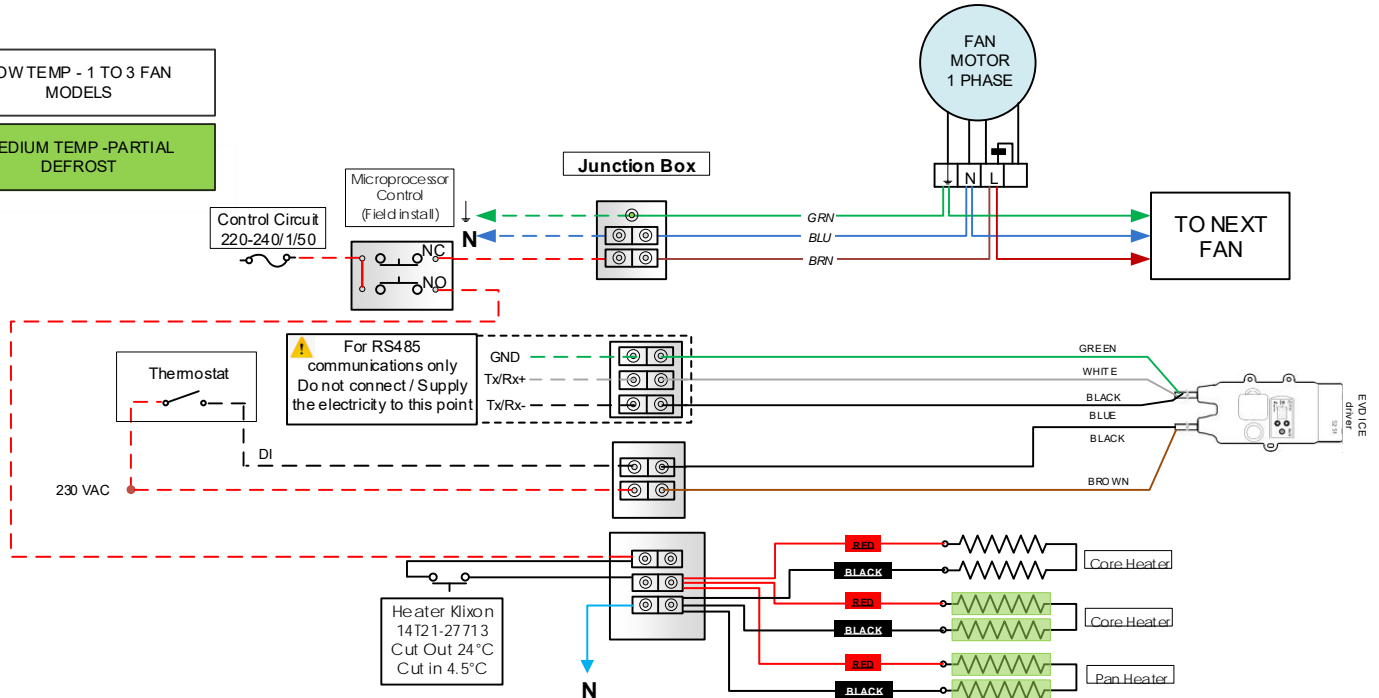 FAN
MOTOR
1 PHASE
OW TEMP - 1 TO 3 FAN
MODELS
EDIUM TEMP -PARTIAL
DEFROST
Junction Box
Microprocessor
Control
(Field install)
N L
Control Circuit
220-240/1/50
GRN
N
BLU
TO NEXT
FAN
NC
BRN
NO
For RS485
communications only
Do not connect / Supply
the electricity to this point
GND
Tx/Rx+
Tx/Rx-
GREEN
WHITE
BLACK
BLUE
BLACK
BROWN
EVD ICE
driver
Thermostat
DI
230 VAC
RED
BLACK
Core Heater
RED
BLACK
Core Heater
RED
BLACK
Pan Heater
Heater Klixon
14T21-27713
Cut Out 24°C
Cut in 4.5°C
N